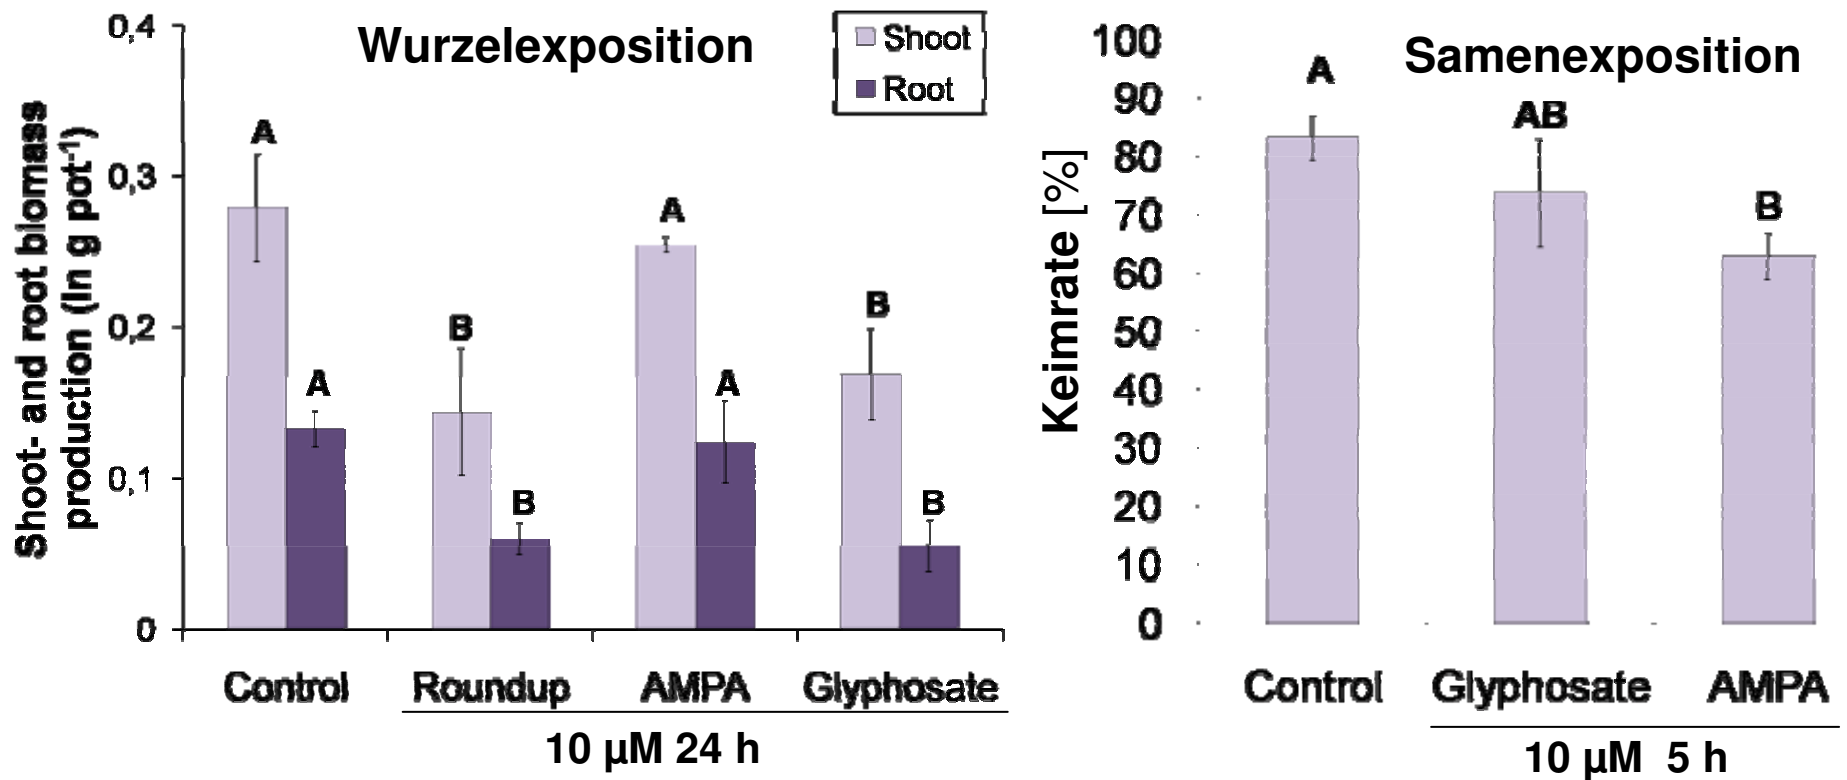 Wurzelexposition
Shoot
Root
Shoot- and root biomass
production (ln g pot-1)
0,4
0,3
0,2
0,1
0
A
A
B
B
A
A
B
B
Control
Roundup
AMPA
Glyphosate
10 µM 24 h
Samenexposition
Keimrate [%]
100
90
80
70
60
50
40
30
20
10
0
A
AB
B
Control
Glyphosate
AMPA
10 µM 5 h